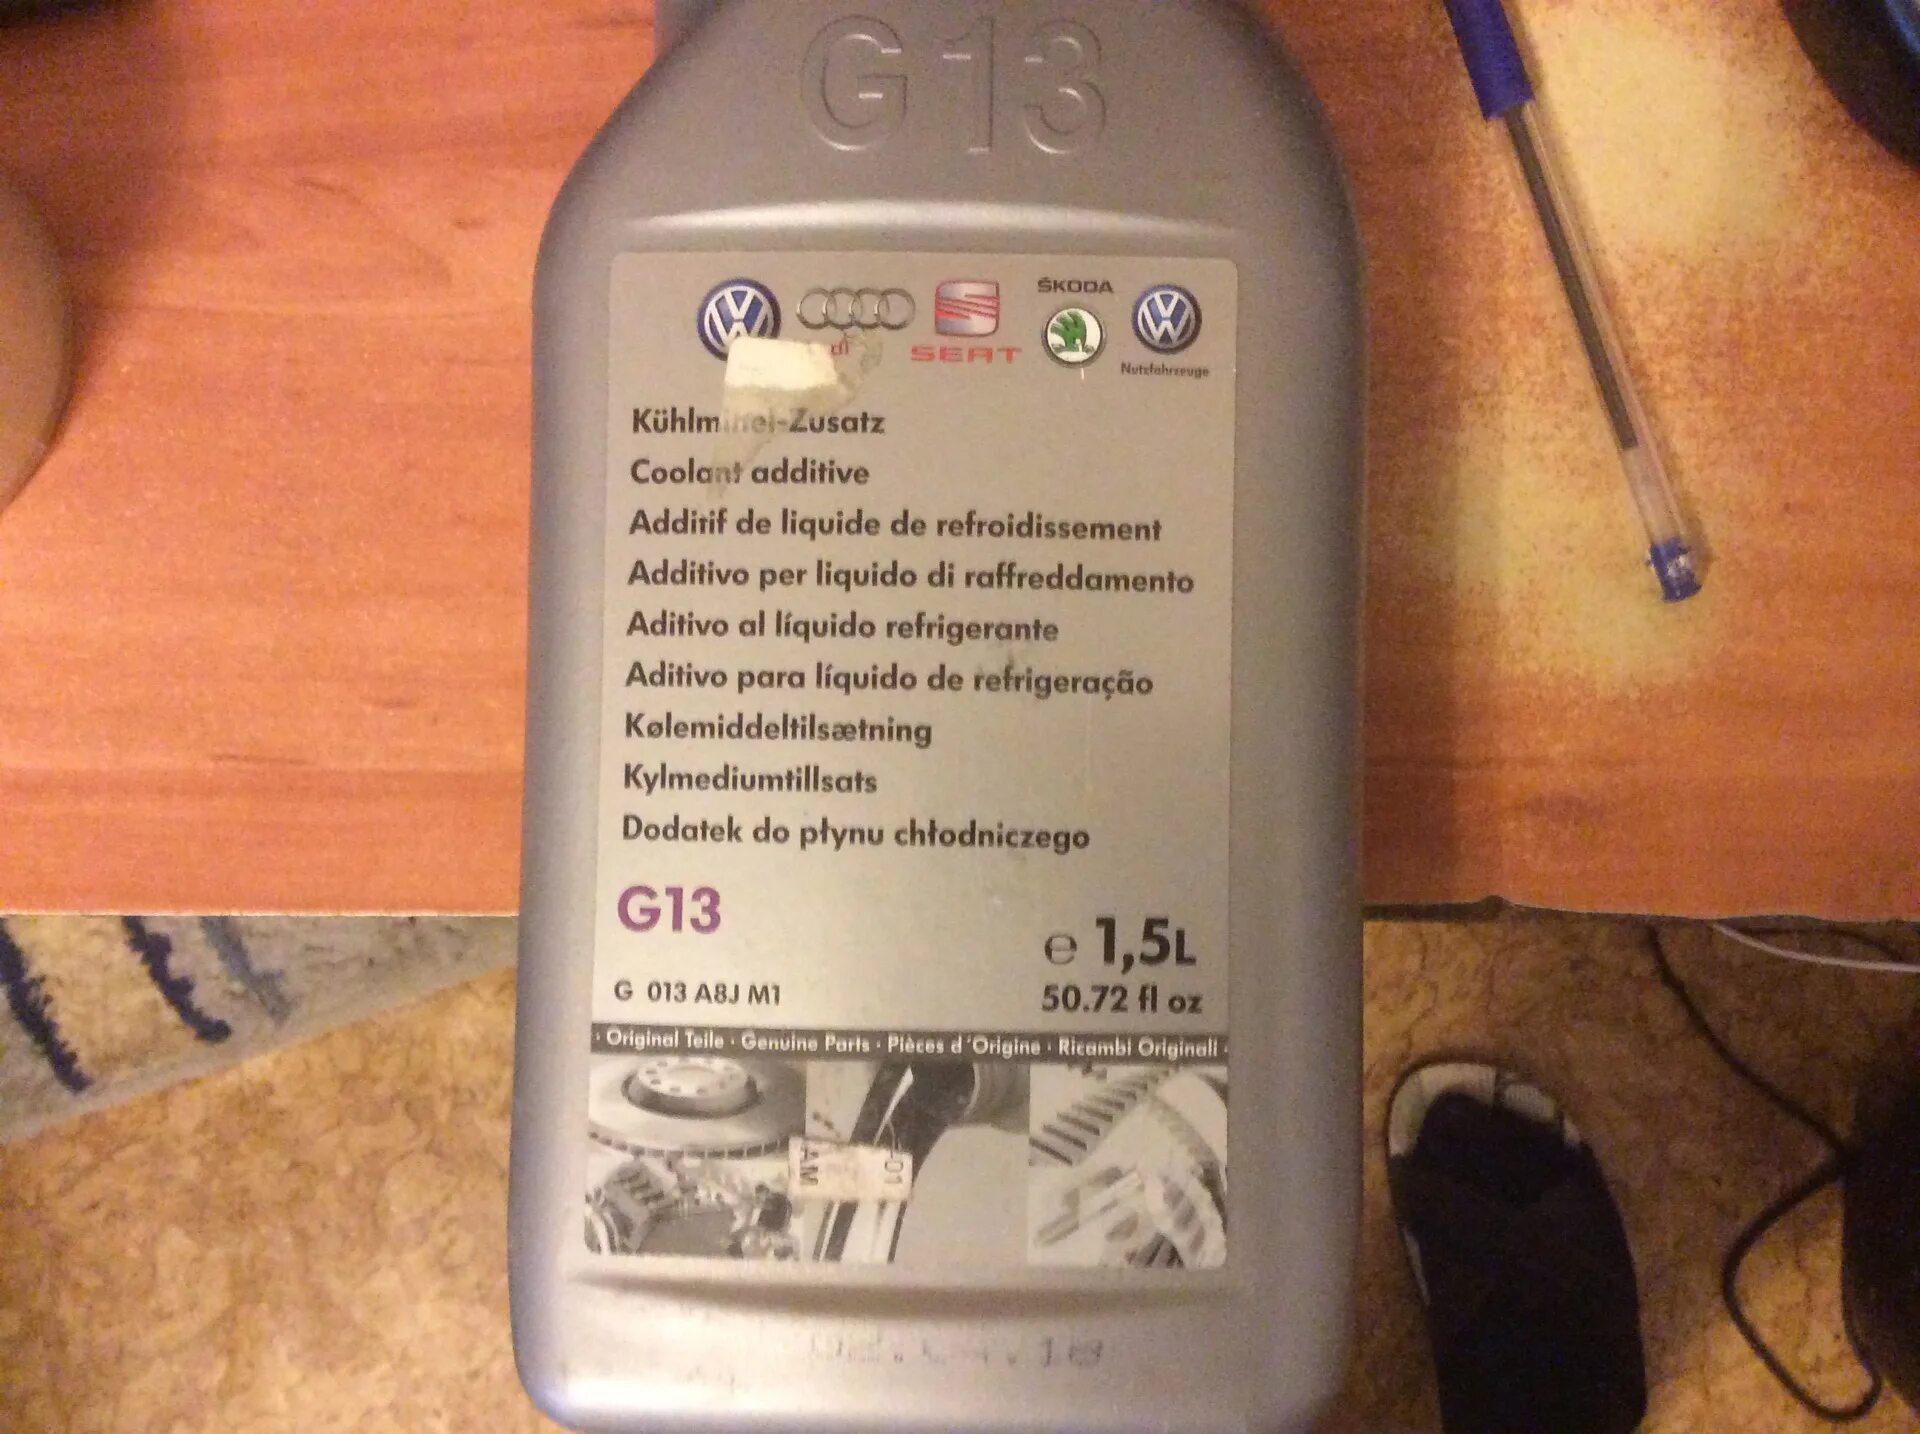 G13
ŠKODA
SEAT
Nutzfahrzeuge
Kühlmittel-Zusatz
Coolant additive
Additif de liquide de refroidissement
Additivo per liquido di raffreddamento
Aditivo al líquido refrigerante
Aditivo para líquido de refrigeração
Kølemiddeltilsætning
Kylmediumtillsats
Dodatek do płynu chłodniczego
G13
e 1,5L
G 013 A8J M1
50.72 fl oz
· Original Teile · Genuine Parts · Pièces d'Origine · Ricambi Originali ·